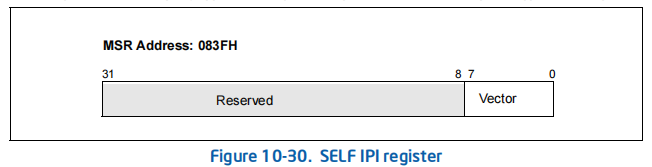 MSR Address: 083FH
31 8 7 0
Reserved Vector
Figure 10-30. SELF IPI register